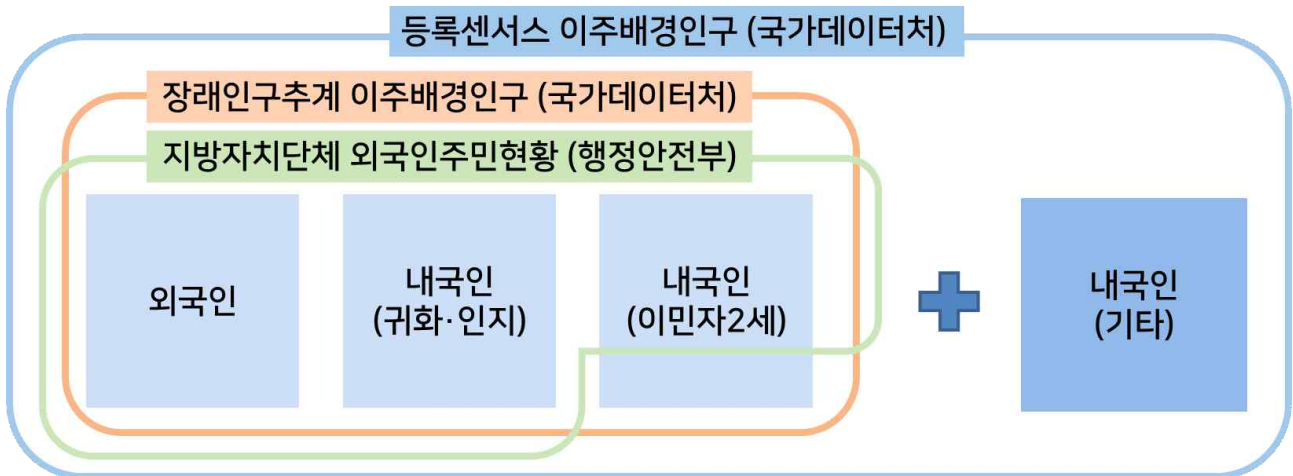 등록센서스 이주배경인구 (국가데이터처)
장래인구추계 이주배경인구 (국가데이터처)
지방자치단체 외국인주민현황 (행정안전부)
외국인
내국인
(귀화·인지)
내국인
(이민자2세)
내국인
(기타)